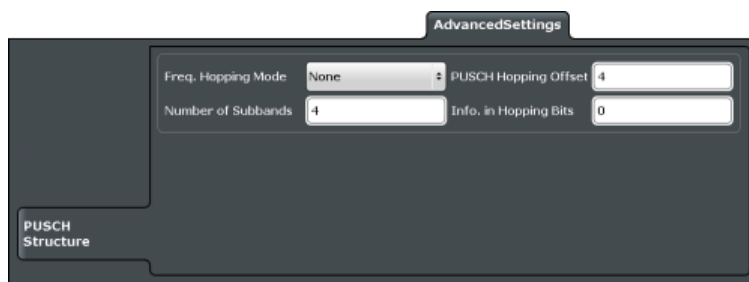 AdvancedSettings
Freq. Hopping Mode None PUSCH Hopping Offset 4
Number of Subbands 4 Info. in Hopping Bits 0
PUSCH
Structure